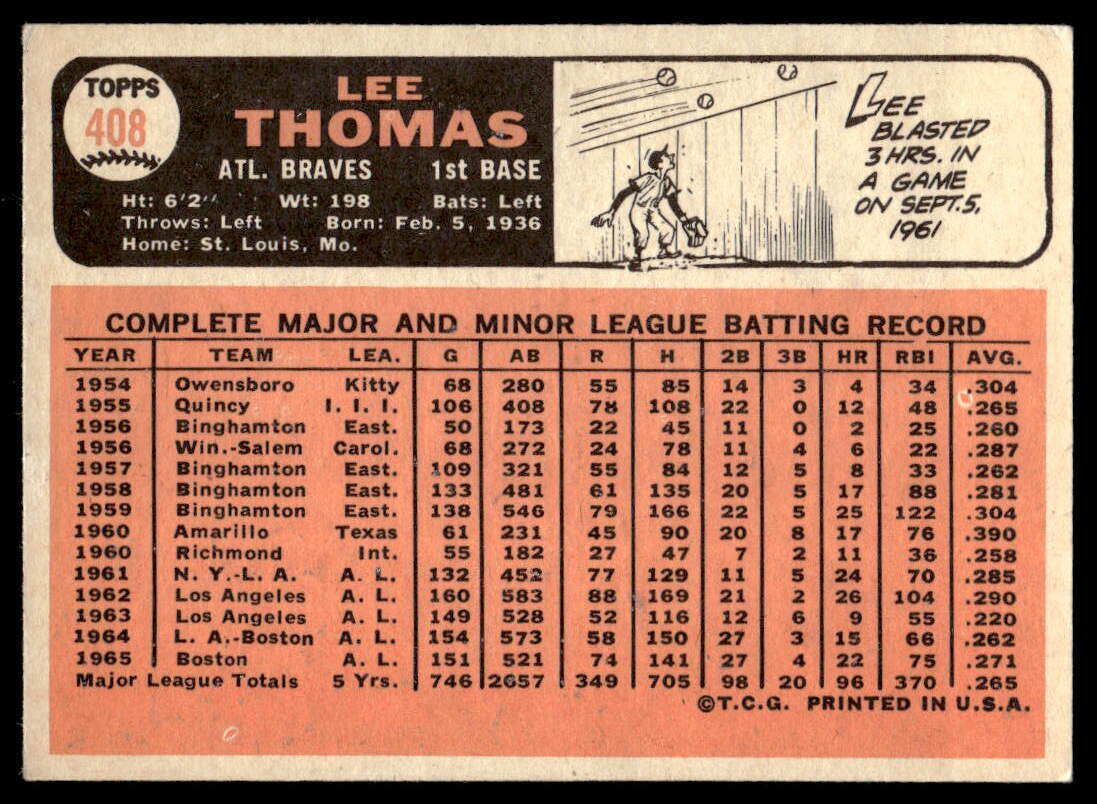 TOPPS
408
LEE
THOMAS
ATL. BRAVES 1st BASE
Ht: 6'2" Wt: 198 Bats: Left
Throws: Left Born: Feb. 5, 1936
Home: St. Louis, Mo.
LEE
BLASTED
3 HRS. IN
A GAME
ON SEPT. 5,
1961
COMPLETE MAJOR AND MINOR LEAGUE BATTING RECORD
YEAR TEAM LEA. G AB R H 2B 3B HR RBI AVG.
1954 Owensboro Kitty 68 280 55 85 14 3 4 34 .304
1955 Quincy I. I. I. 106 408 78 108 22 0 12 48 .265
1956 Binghamton East. 50 173 22 45 11 0 2 25 .260
1956 Win.-Salem Carol. 68 272 24 78 11 4 6 22 .287
1957 Binghamton East. 109 321 55 84 12 5 8 33 .262
1958 Binghamton East. 133 481 61 135 20 5 17 88 .281
1959 Binghamton East. 138 546 79 166 22 5 25 122 .304
1960 Amarillo Texas 61 231 45 90 20 8 17 76 .390
1960 Richmond Int. 55 182 27 47 7 2 11 36 .258
1961 N. Y.-L. A. A. L. 132 452 77 129 11 5 24 70 .285
1962 Los Angeles A. L. 160 583 88 169 21 2 26 104 .290
1963 Los Angeles A. L. 149 528 52 116 12 6 9 55 .220
1964 L. A.-Boston A. L. 154 573 58 150 27 3 15 66 .262
1965 Boston A. L. 151 521 74 141 27 4 22 75 .271
Major League Totals 5 Yrs. 746 2657 349 705 98 20 96 370 .265
©T.C.G. PRINTED IN U.S.A.